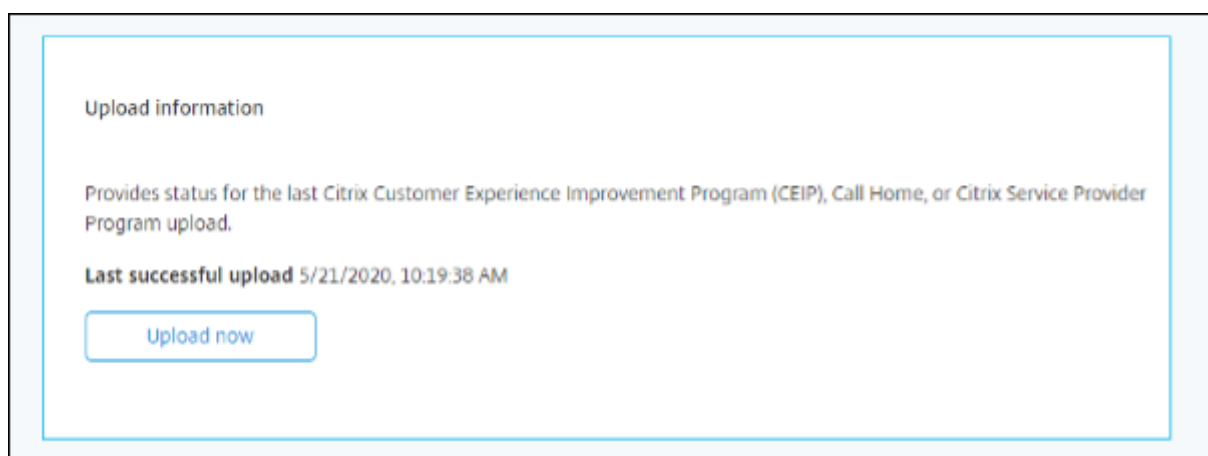 Upload information
Provides status for the last Citrix Customer Experience Improvement Program (CEIP), Call Home, or Citrix Service Provider
Program upload.
Last successful upload 5/21/2020, 10:19:38 AM
Upload now